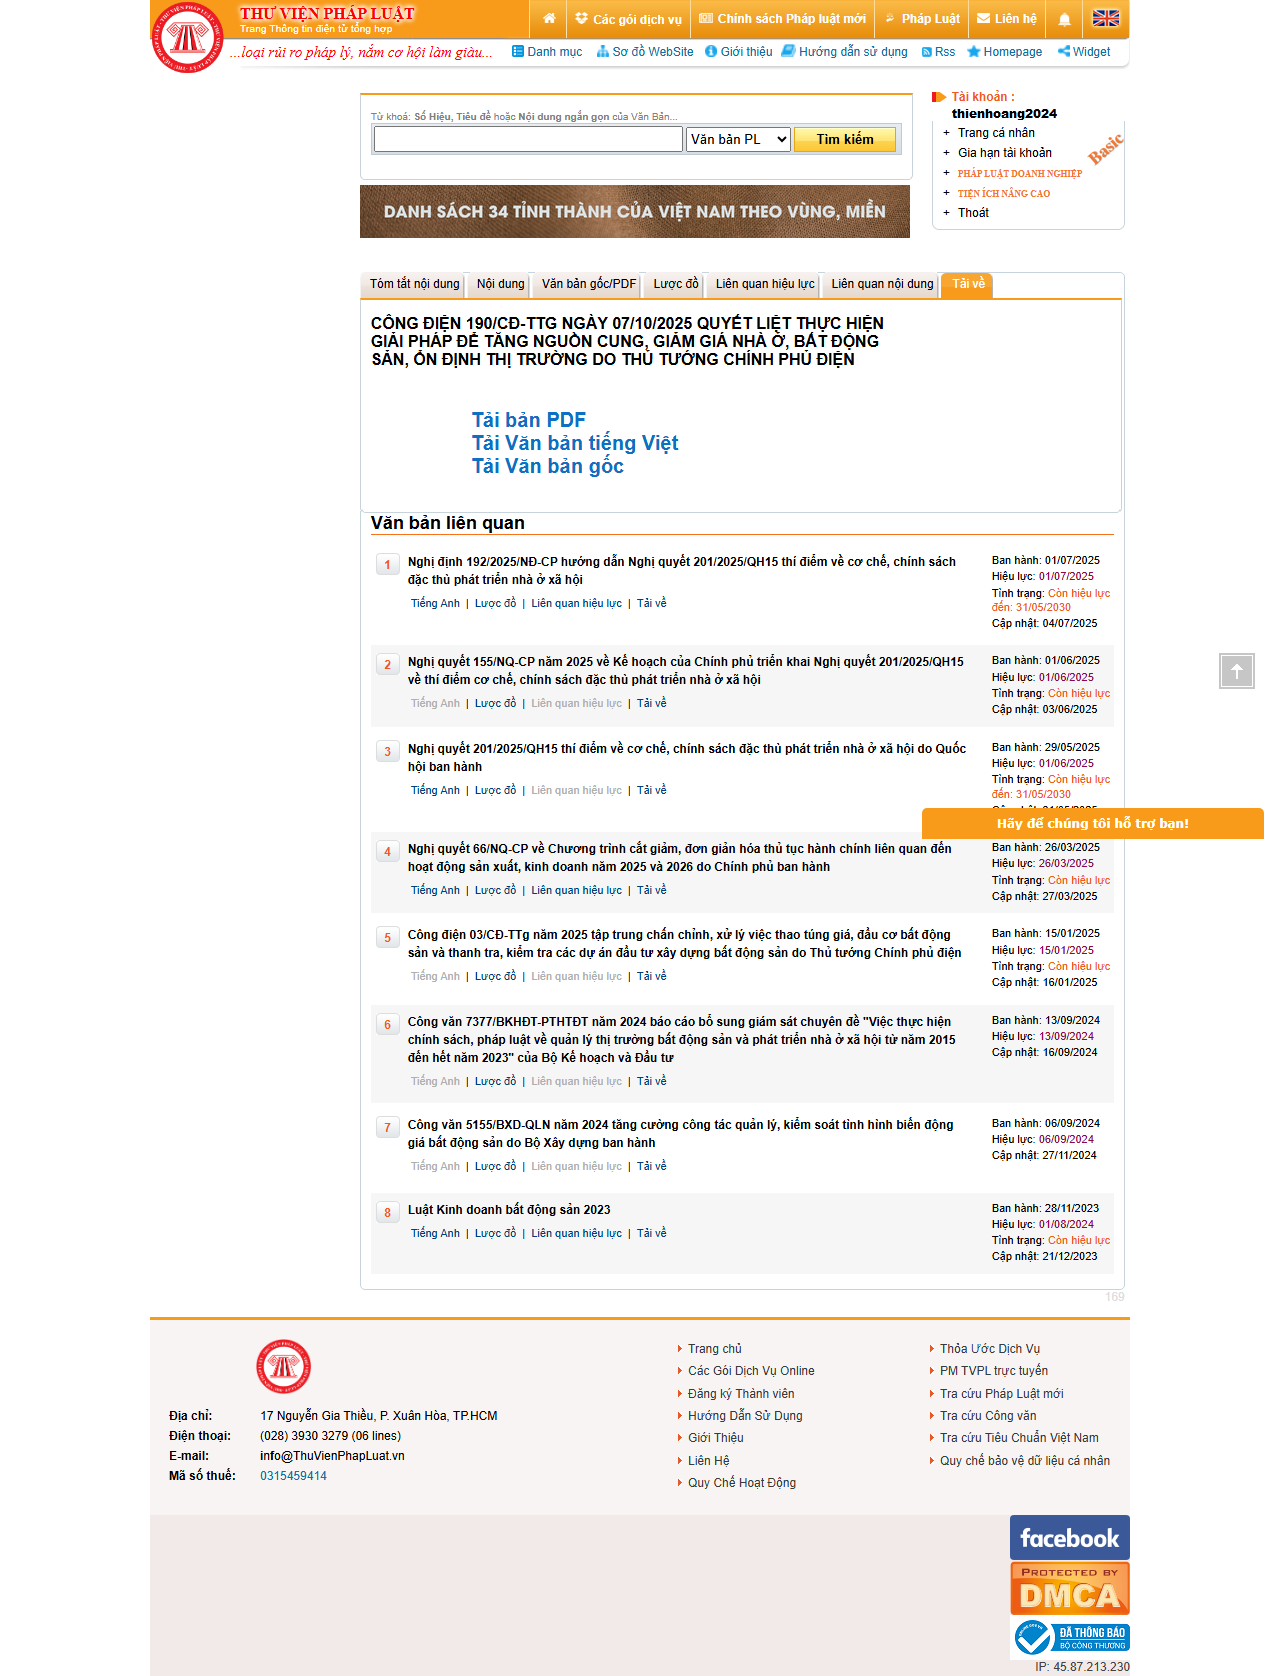 THƯ VIỆN PHÁP LUẬT
Trang Thông tin điện tử tổng hợp
Các gói dịch vụ
Chính sách Pháp luật mới
Pháp Luật
Liên hệ
...loại rủi ro pháp lý, nắm cơ hội làm giàu...
Danh mục
Sơ đồ WebSite
Giới thiệu
Hướng dẫn sử dụng
Rss
Homepage
Widget
Từ khoá: Số Hiệu, Tiêu đề hoặc Nội dung ngắn gọn của Văn Bản...
Văn bản PL
Tìm kiếm
DANH SÁCH 34 TỈNH THÀNH CỦA VIỆT NAM THEO VÙNG, MIỀN
Tài khoản :
thienhoang2024
+ Trang cá nhân
+ Gia hạn tài khoản
+ PHÁP LUẬT DOANH NGHIỆP
+ TIỆN ÍCH NÂNG CAO
+ Thoát
Basic
Tóm tắt nội dung
Nội dung
Văn bản gốc/PDF
Lược đồ
Liên quan hiệu lực
Liên quan nội dung
Tải về
CÔNG ĐIỆN 190/CĐ-TTG NGÀY 07/10/2025 QUYẾT LIỆT THỰC HIỆN
GIẢI PHÁP ĐỂ TĂNG NGUỒN CUNG, GIẢM GIÁ NHÀ Ở, BẤT ĐỘNG
SẢN, ỔN ĐỊNH THỊ TRƯỜNG DO THỦ TƯỚNG CHÍNH PHỦ ĐIỆN
Tải bản PDF
Tải Văn bản tiếng Việt
Tải Văn bản gốc
Văn bản liên quan
1
Nghị định 192/2025/NĐ-CP hướng dẫn Nghị quyết 201/2025/QH15 thí điểm về cơ chế, chính sách
đặc thù phát triển nhà ở xã hội
Tiếng Anh | Lược đồ | Liên quan hiệu lực | Tải về
Ban hành: 01/07/2025
Hiệu lực: 01/07/2025
Tình trạng: Còn hiệu lực
đến: 31/05/2030
Cập nhật: 04/07/2025
2
Nghị quyết 155/NQ-CP năm 2025 về Kế hoạch của Chính phủ triển khai Nghị quyết 201/2025/QH15
về thí điểm cơ chế, chính sách đặc thù phát triển nhà ở xã hội
Tiếng Anh | Lược đồ | Liên quan hiệu lực | Tải về
Ban hành: 01/06/2025
Hiệu lực: 01/06/2025
Tình trạng: Còn hiệu lực
Cập nhật: 03/06/2025
3
Nghị quyết 201/2025/QH15 thí điểm về cơ chế, chính sách đặc thù phát triển nhà ở xã hội do Quốc
hội ban hành
Tiếng Anh | Lược đồ | Liên quan hiệu lực | Tải về
Ban hành: 29/05/2025
Hiệu lực: 01/06/2025
Tình trạng: Còn hiệu lực
đến: 31/05/2030
Hãy để chúng tôi hỗ trợ bạn!
4
Nghị quyết 66/NQ-CP về Chương trình cắt giảm, đơn giản hóa thủ tục hành chính liên quan đến
hoạt động sản xuất, kinh doanh năm 2025 và 2026 do Chính phủ ban hành
Tiếng Anh | Lược đồ | Liên quan hiệu lực | Tải về
Ban hành: 26/03/2025
Hiệu lực: 26/03/2025
Tình trạng: Còn hiệu lực
Cập nhật: 27/03/2025
5
Công điện 03/CĐ-TTg năm 2025 tập trung chấn chỉnh, xử lý việc thao túng giá, đầu cơ bất động
sản và thanh tra, kiểm tra các dự án đầu tư xây dựng bất động sản do Thủ tướng Chính phủ điện
Tiếng Anh | Lược đồ | Liên quan hiệu lực | Tải về
Ban hành: 15/01/2025
Hiệu lực: 15/01/2025
Tình trạng: Còn hiệu lực
Cập nhật: 16/01/2025
6
Công văn 7377/BKHĐT-PTHTĐT năm 2024 báo cáo bổ sung giám sát chuyên đề "Việc thực hiện
chính sách, pháp luật về quản lý thị trường bất động sản và phát triển nhà ở xã hội từ năm 2015
đến hết năm 2023" của Bộ Kế hoạch và Đầu tư
Tiếng Anh | Lược đồ | Liên quan hiệu lực | Tải về
Ban hành: 13/09/2024
Hiệu lực: 13/09/2024
Cập nhật: 16/09/2024
7
Công văn 5155/BXD-QLN năm 2024 tăng cường công tác quản lý, kiểm soát tình hình biến động
giá bất động sản do Bộ Xây dựng ban hành
Tiếng Anh | Lược đồ | Liên quan hiệu lực | Tải về
Ban hành: 06/09/2024
Hiệu lực: 06/09/2024
Cập nhật: 27/11/2024
8
Luật Kinh doanh bất động sản 2023
Tiếng Anh | Lược đồ | Liên quan hiệu lực | Tải về
Ban hành: 28/11/2023
Hiệu lực: 01/08/2024
Tình trạng: Còn hiệu lực
Cập nhật: 21/12/2023
169
Địa chỉ: 17 Nguyễn Gia Thiều, P. Xuân Hòa, TP.HCM
Điện thoại: (028) 3930 3279 (06 lines)
E-mail: info@ThuVienPhapLuat.vn
Mã số thuế: 0315459414
Trang chủ
Các Gói Dịch Vụ Online
Đăng ký Thành viên
Hướng Dẫn Sử Dụng
Giới Thiệu
Liên Hệ
Quy Chế Hoạt Động
Thỏa Ước Dịch Vụ
PM TVPL trực tuyến
Tra cứu Pháp Luật mới
Tra cứu Công văn
Tra cứu Tiêu Chuẩn Việt Nam
Quy chế bảo vệ dữ liệu cá nhân
facebook
PROTECTED BY
DMCA
ĐÃ THÔNG BÁO
BỘ CÔNG THƯƠNG
IP: 45.87.213.230